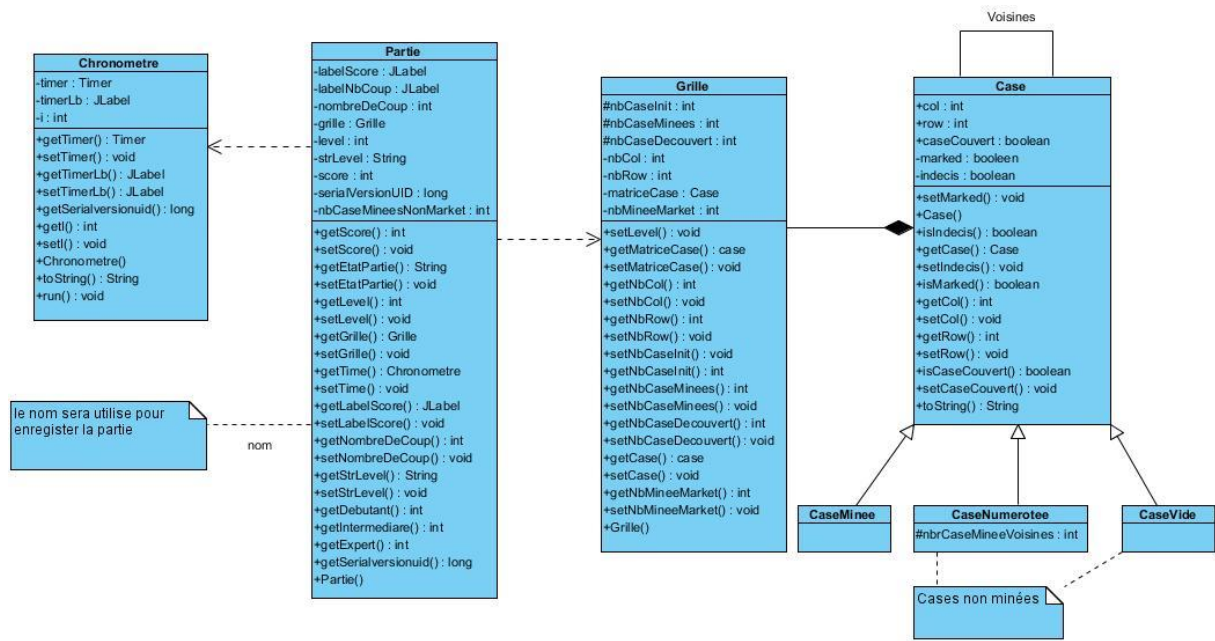 Chronometre
-timer : Timer
-timerLb : JLabel
-i : int
+getTimer() : Timer
+setTimer() : void
+getTimerLb() : JLabel
+setTimerLb() : JLabel
+getSerialversionuid() : long
+getI() : int
+setI() : void
+Chronometre()
+toString() : String
+run() : void
Partie
-labelScore : JLabel
-labelNbCoup : JLabel
-nombreDeCoup : int
-grille : Grille
-level : int
-strLevel : String
-score : int
-serialVersionUID : long
-nbCaseMineesNonMarket : int
+getScore() : int
+setScore() : void
+getEtatPartie() : String
+setEtatPartie() : void
+getLevel() : int
+setLevel() : void
+getGrille() : Grille
+setGrille() : void
+getTime() : Chronometre
+setTime() : void
+getLabelScore() : JLabel
+setLabelScore() : void
+getNombreDeCoup() : int
+setNombreDeCoup() : void
+getStrLevel() : String
+setStrLevel() : void
+getDebutant() : int
+getIntermediare() : int
+getExpert() : int
+getSerialversionuid() : long
+Partie()
le nom sera utilise pour
enregister la partie
nom
Grille
#nbCaseInit : int
#nbCaseMinees : int
#nbCaseDecouvert : int
-nbCol : int
-nbRow : int
-matriceCase : Case
-nbMineeMarket : int
+setLevel() : void
+getMatriceCase() : case
+setMatriceCase() : void
+getNbCol() : int
+setNbCol() : void
+getNbRow() : int
+setNbRow() : void
+setNbCaseInit() : void
+getNbCaseInit() : int
+getNbCaseMinees() : int
+setNbCaseMinees() : void
+getNbCaseDecouvert() : int
+setNbCaseDecouvert() : void
+getCase() : case
+setCase() : void
+getNbMineeMarket() : int
+setNbMineeMarket() : void
+Grille()
Voisines
Case
+col : int
+row : int
+caseCouvert : boolean
-marked : booleen
-indecis : boolean
+setMarked() : void
+Case()
+isIndecis() : boolean
+getCase() : Case
+setIndecis() : void
+isMarked() : boolean
+getCol() : int
+setCol() : void
+getRow() : int
+setRow() : void
+isCaseCouvert() : boolean
+setCaseCouvert() : void
+toString() : String
CaseMinee
CaseNumerotee
#nbrCaseMineeVoisines : int
CaseVide
Cases non minées